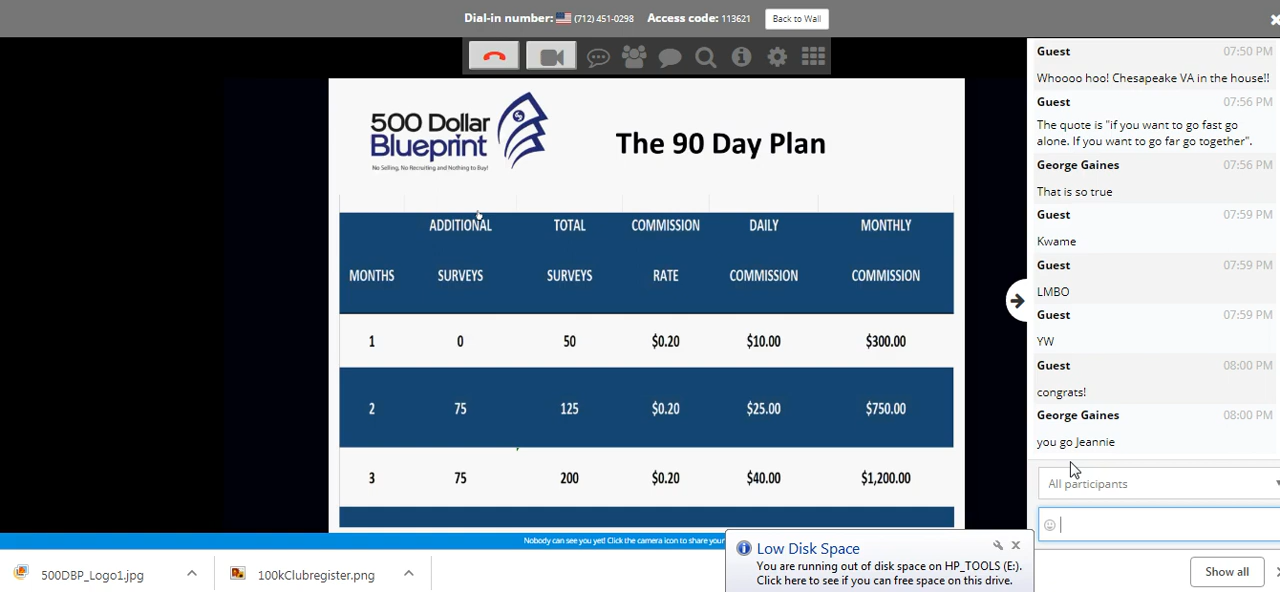 Dial-in number: (712) 451-0298 Access code: 113621 Back to Wall
500 Dollar
Blueprint
No Selling, No Recruiting and Nothing to Buy!
The 90 Day Plan
ADDITIONAL TOTAL COMMISSION DAILY MONTHLY
MONTHS SURVEYS SURVEYS RATE COMMISSION COMMISSION
1 0 50 $0.20 $10.00 $300.00
2 75 125 $0.20 $25.00 $750.00
3 75 200 $0.20 $40.00 $1,200.00
Guest 07:50 PM
Whoooo hoo! Chesapeake VA in the house!!
Guest 07:56 PM
The quote is "if you want to go fast go
alone. If you want to go far go together".
George Gaines 07:56 PM
That is so true
Guest 07:59 PM
Kwame
Guest 07:59 PM
LMBO
Guest 07:59 PM
YW
Guest 08:00 PM
congrats!
George Gaines 08:00 PM
you go Jeannie
All participants
Nobody can see you yet! Click the camera icon to share your
Low Disk Space
You are running out of disk space on HP_TOOLS (E:).
Click here to see if you can free space on this drive.
500DBP_Logo1.jpg
100kClubregister.png
Show all